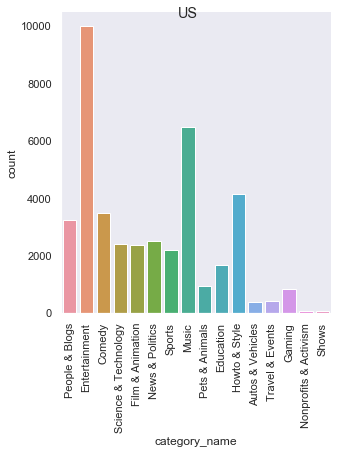 US
10000
8000
6000
4000
2000
0
count
People & Blogs
Entertainment
Comedy
Science & Technology
Film & Animation
News & Politics
Sports
Music
Pets & Animals
Education
Howto & Style
Autos & Vehicles
Travel & Events
Gaming
Nonprofits & Activism
Shows
category_name